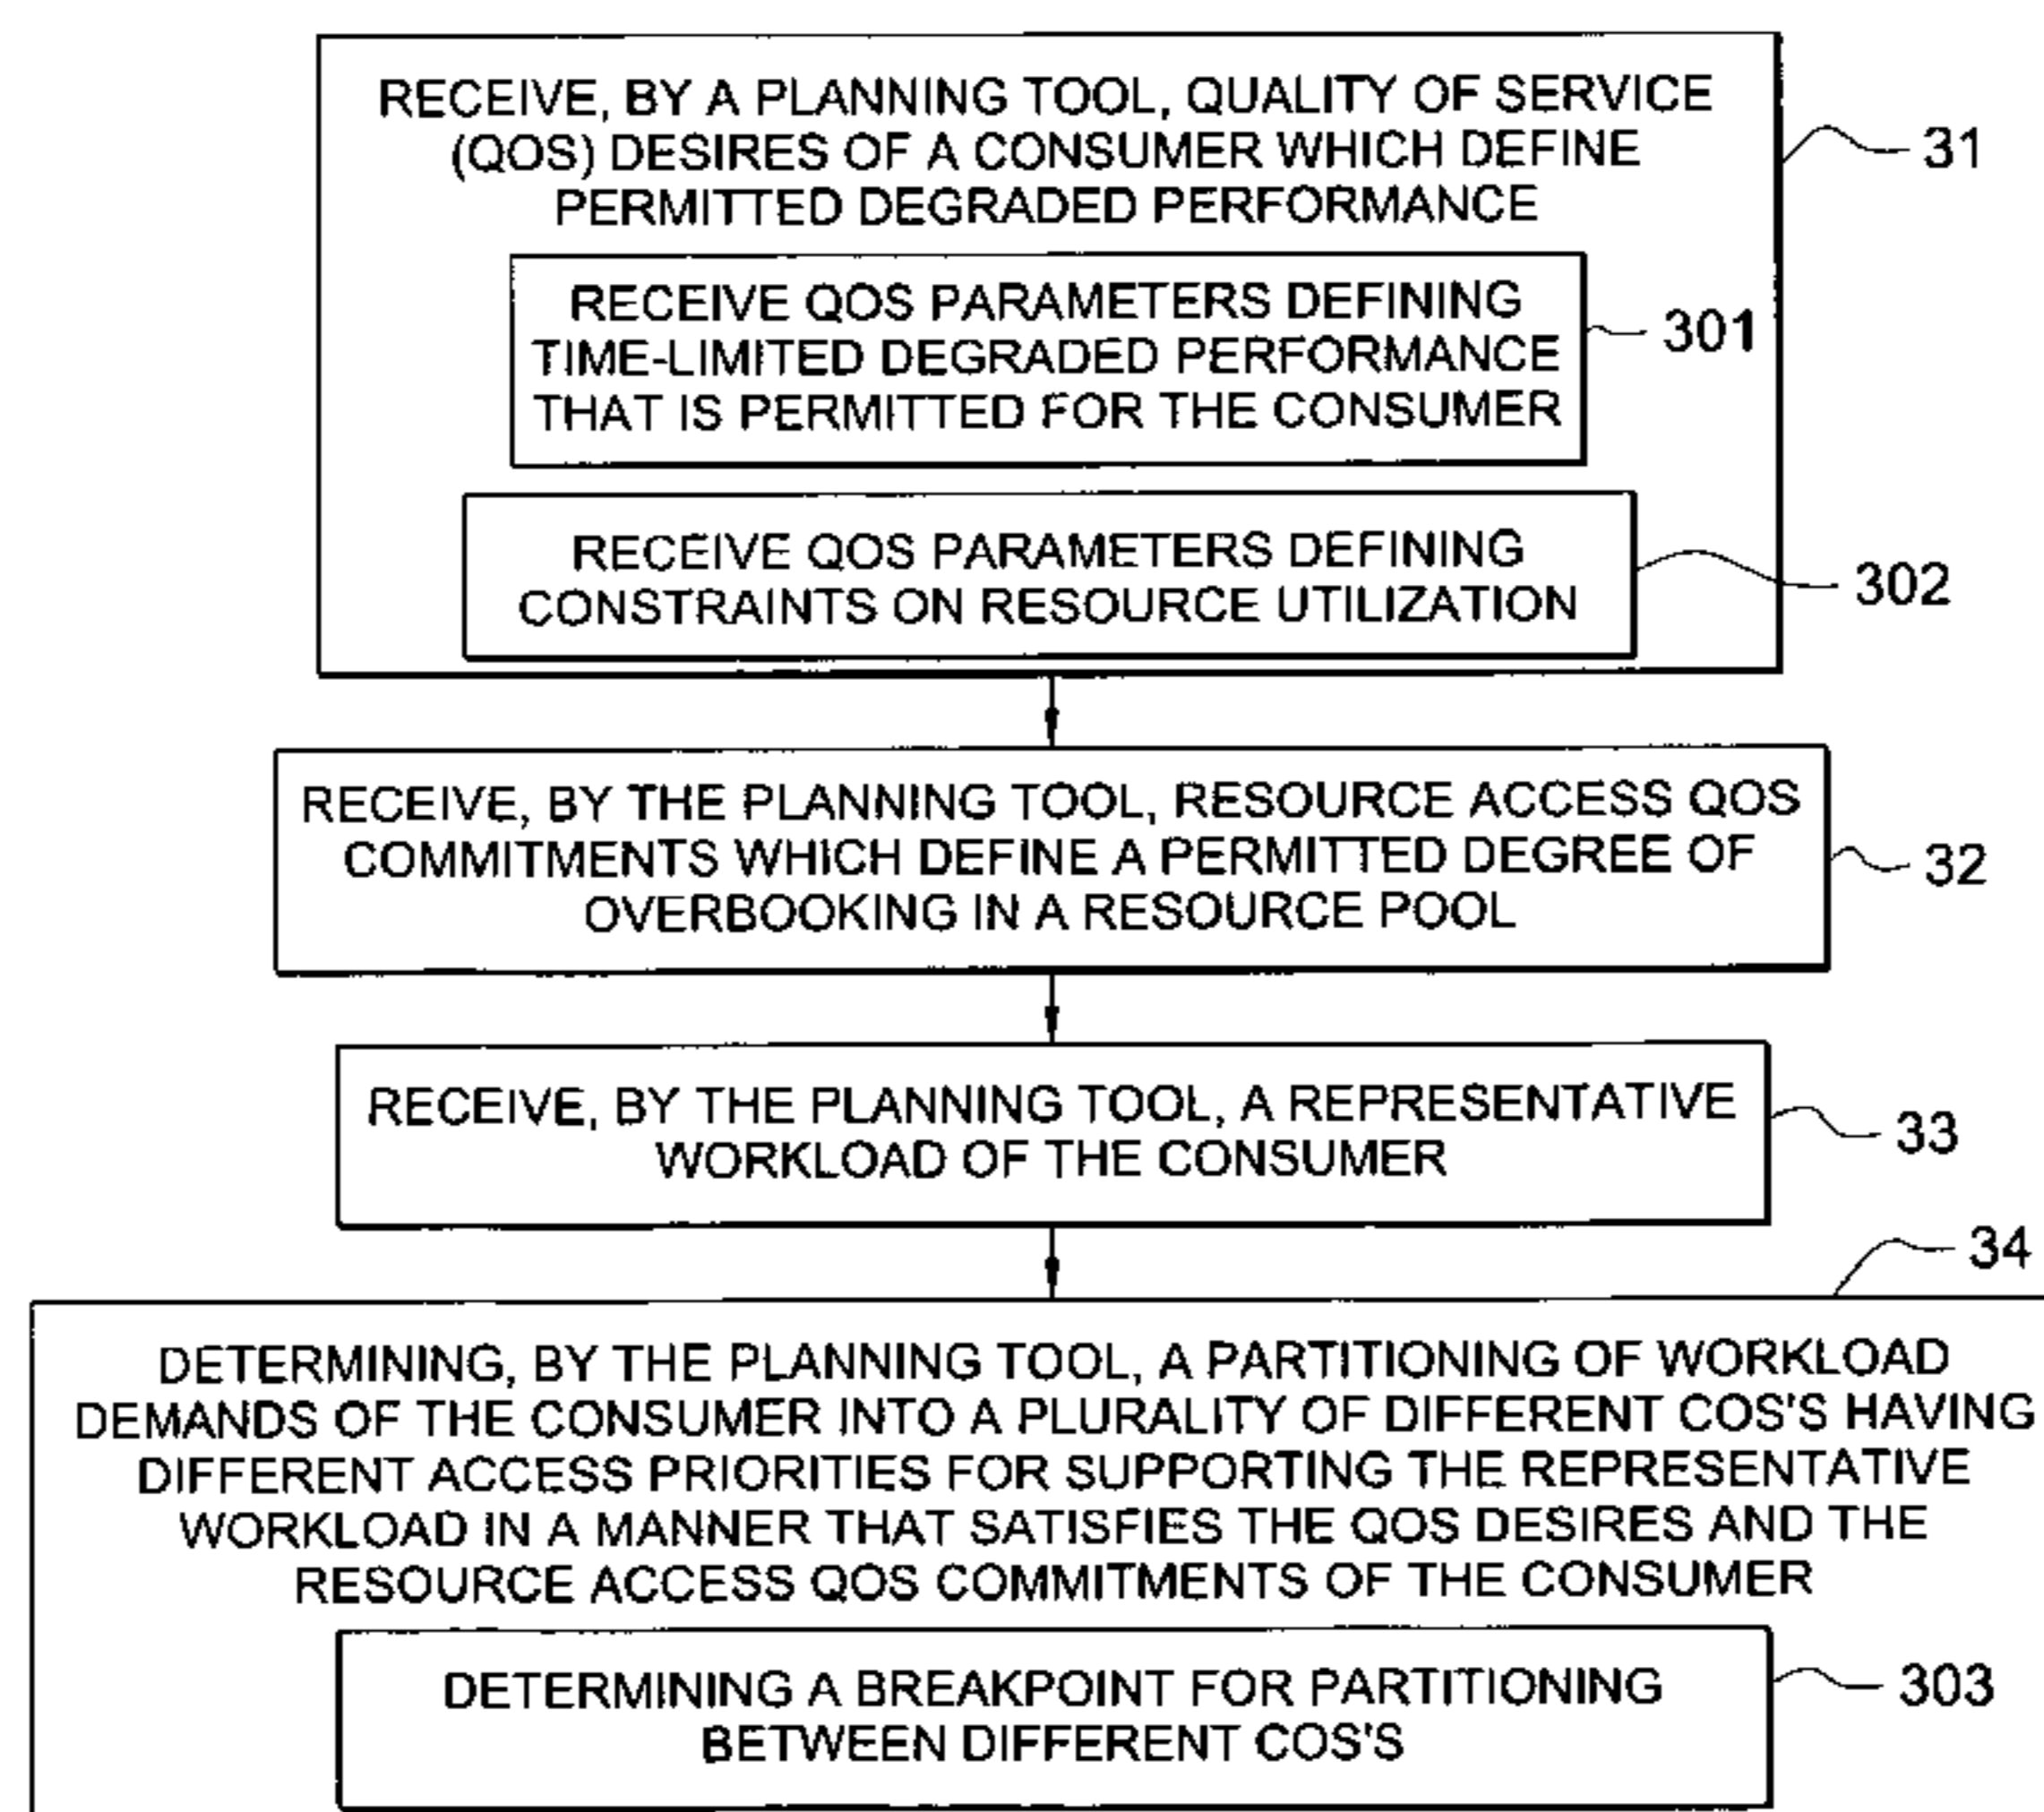 RECEIVE, BY A PLANNING TOOL, QUALITY OF SERVICE
(QOS) DESIRES OF A CONSUMER WHICH DEFINE
PERMITTED DEGRADED PERFORMANCE
31
RECEIVE QOS PARAMETERS DEFINING
TIME-LIMITED DEGRADED PERFORMANCE
THAT IS PERMITTED FOR THE CONSUMER
301
RECEIVE QOS PARAMETERS DEFINING
CONSTRAINTS ON RESOURCE UTILIZATION
302
RECEIVE, BY THE PLANNING TOOL, RESOURCE ACCESS QOS
COMMITMENTS WHICH DEFINE A PERMITTED DEGREE OF
OVERBOOKING IN A RESOURCE POOL
32
RECEIVE, BY THE PLANNING TOOL, A REPRESENTATIVE
WORKLOAD OF THE CONSUMER
33
34
DETERMINING, BY THE PLANNING TOOL, A PARTITIONING OF WORKLOAD
DEMANDS OF THE CONSUMER INTO A PLURALITY OF DIFFERENT COS'S HAVING
DIFFERENT ACCESS PRIORITIES FOR SUPPORTING THE REPRESENTATIVE
WORKLOAD IN A MANNER THAT SATISFIES THE QOS DESIRES AND THE
RESOURCE ACCESS QOS COMMITMENTS OF THE CONSUMER
DETERMINING A BREAKPOINT FOR PARTITIONING
BETWEEN DIFFERENT COS'S
303